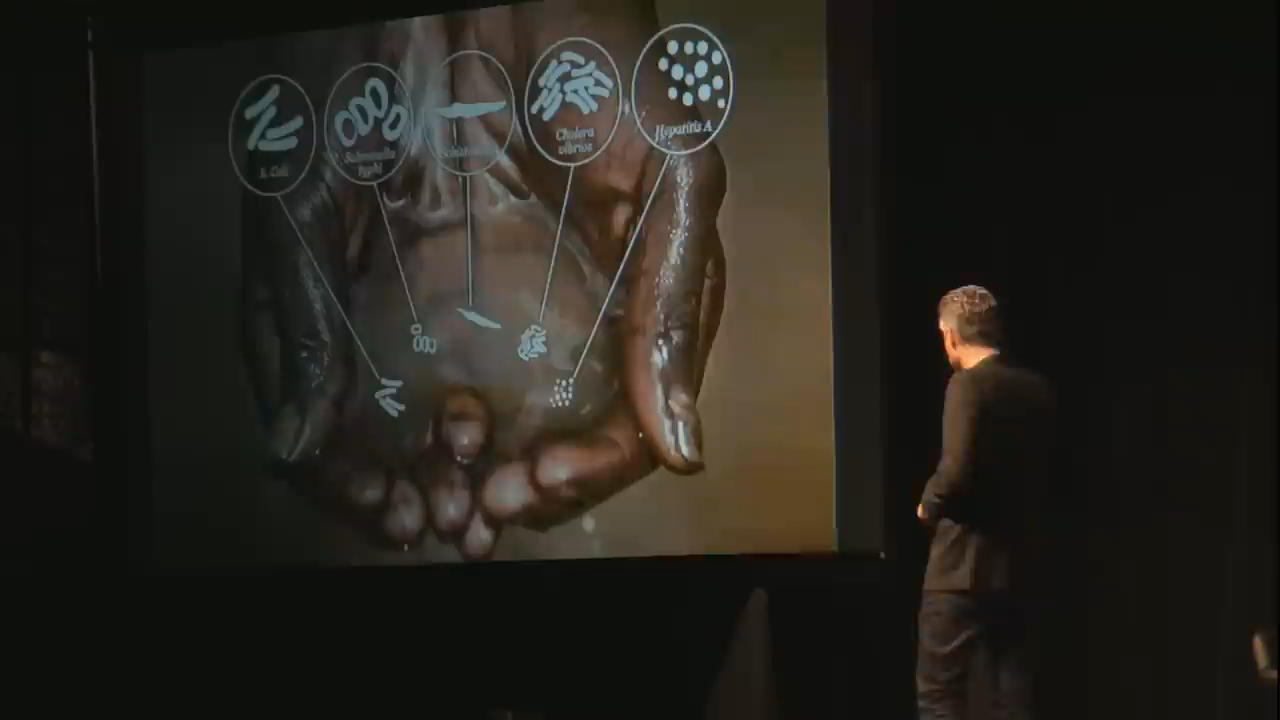 E. Coli
Salmonella
typhi
Cholera
vibrios
Hepatitis A